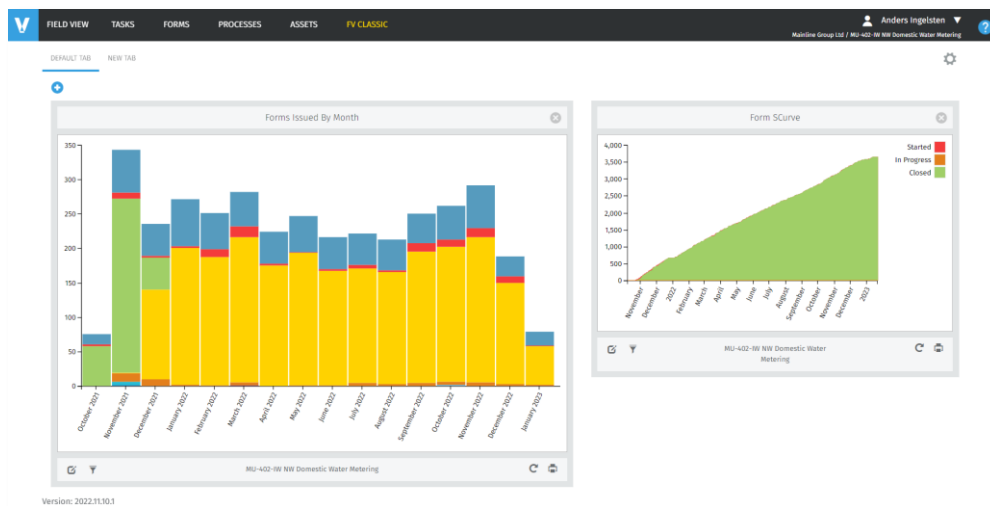 FIELD VIEW TASKS FORMS PROCESSES ASSETS FV CLASSIC
Anders Ingelsten ▼
Mainline Group Ltd / MU-402-IW NW Domestic Water Metering
?
DEFAULT TAB NEW TAB
Forms Issued By Month
350
300
250
200
150
100
50
0
October 2021
November 2021
December 2021
January 2022
February 2022
March 2022
April 2022
May 2022
June 2022
July 2022
August 2022
September 2022
October 2022
November 2022
December 2022
January 2023
MU-402-IW NW Domestic Water Metering
Form SCurve
4,000
3,500
3,000
2,500
2,000
1,500
1,000
500
0
November
December
2022
February
March
April
May
June
July
August
September
October
November
December
2023
Started
In Progress
Closed
MU-402-IW NW Domestic Water
Metering
Version: 2022.11.10.1